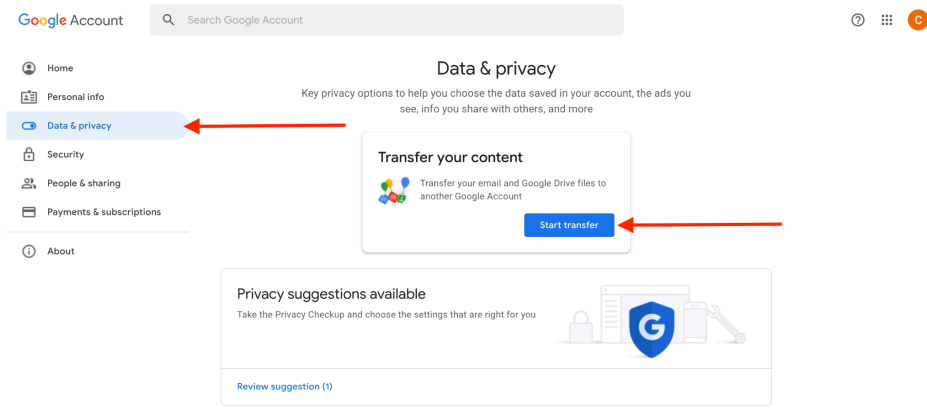 Google Account
Search Google Account
C
Home
Personal info
Data & privacy
Security
People & sharing
Payments & subscriptions
About
Data & privacy
Key privacy options to help you choose the data saved in your account, the ads you
see, info you share with others, and more
Transfer your content
Transfer your email and Google Drive files to
another Google Account
Start transfer
Privacy suggestions available
Take the Privacy Checkup and choose the settings that are right for you
G
Review suggestion (1)